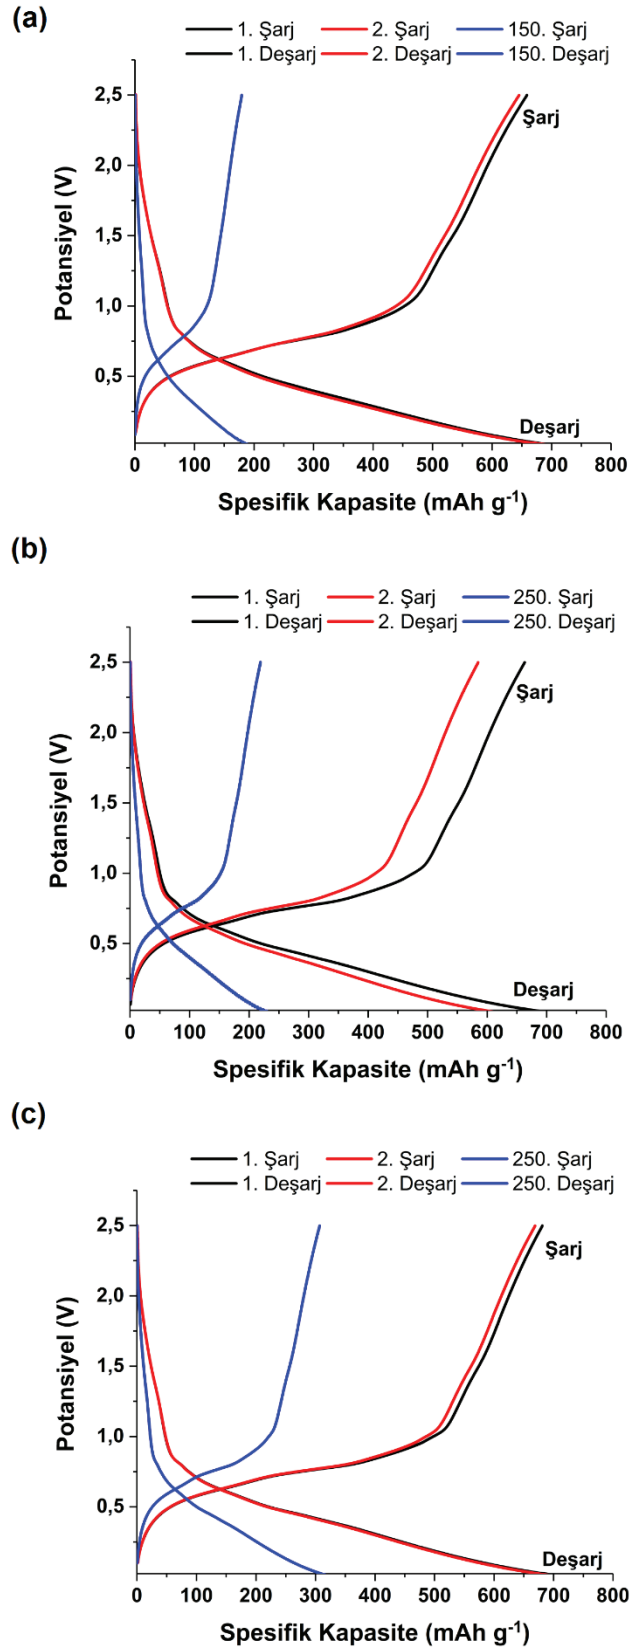 (a)
1. Şarj 2. Şarj 150. Şarj
1. Deşarj 2. Deşarj 150. Deşarj
2,5
Şarj
2,0
1,5
1,0
0,5
Potansiyel (V)
Deşarj
0 100 200 300 400 500 600 700 800
Spesifik Kapasite (mAh g⁻¹)
(b)
1. Şarj 2. Şarj 250. Şarj
1. Deşarj 2. Deşarj 250. Deşarj
2,5
Şarj
2,0
1,5
1,0
0,5
Potansiyel (V)
Deşarj
0 100 200 300 400 500 600 700 800
Spesifik Kapasite (mAh g⁻¹)
(c)
1. Şarj 2. Şarj 250. Şarj
1. Deşarj 2. Deşarj 250. Deşarj
2,5
Şarj
2,0
1,5
1,0
0,5
Potansiyel (V)
Deşarj
0 100 200 300 400 500 600 700 800
Spesifik Kapasite (mAh g⁻¹)